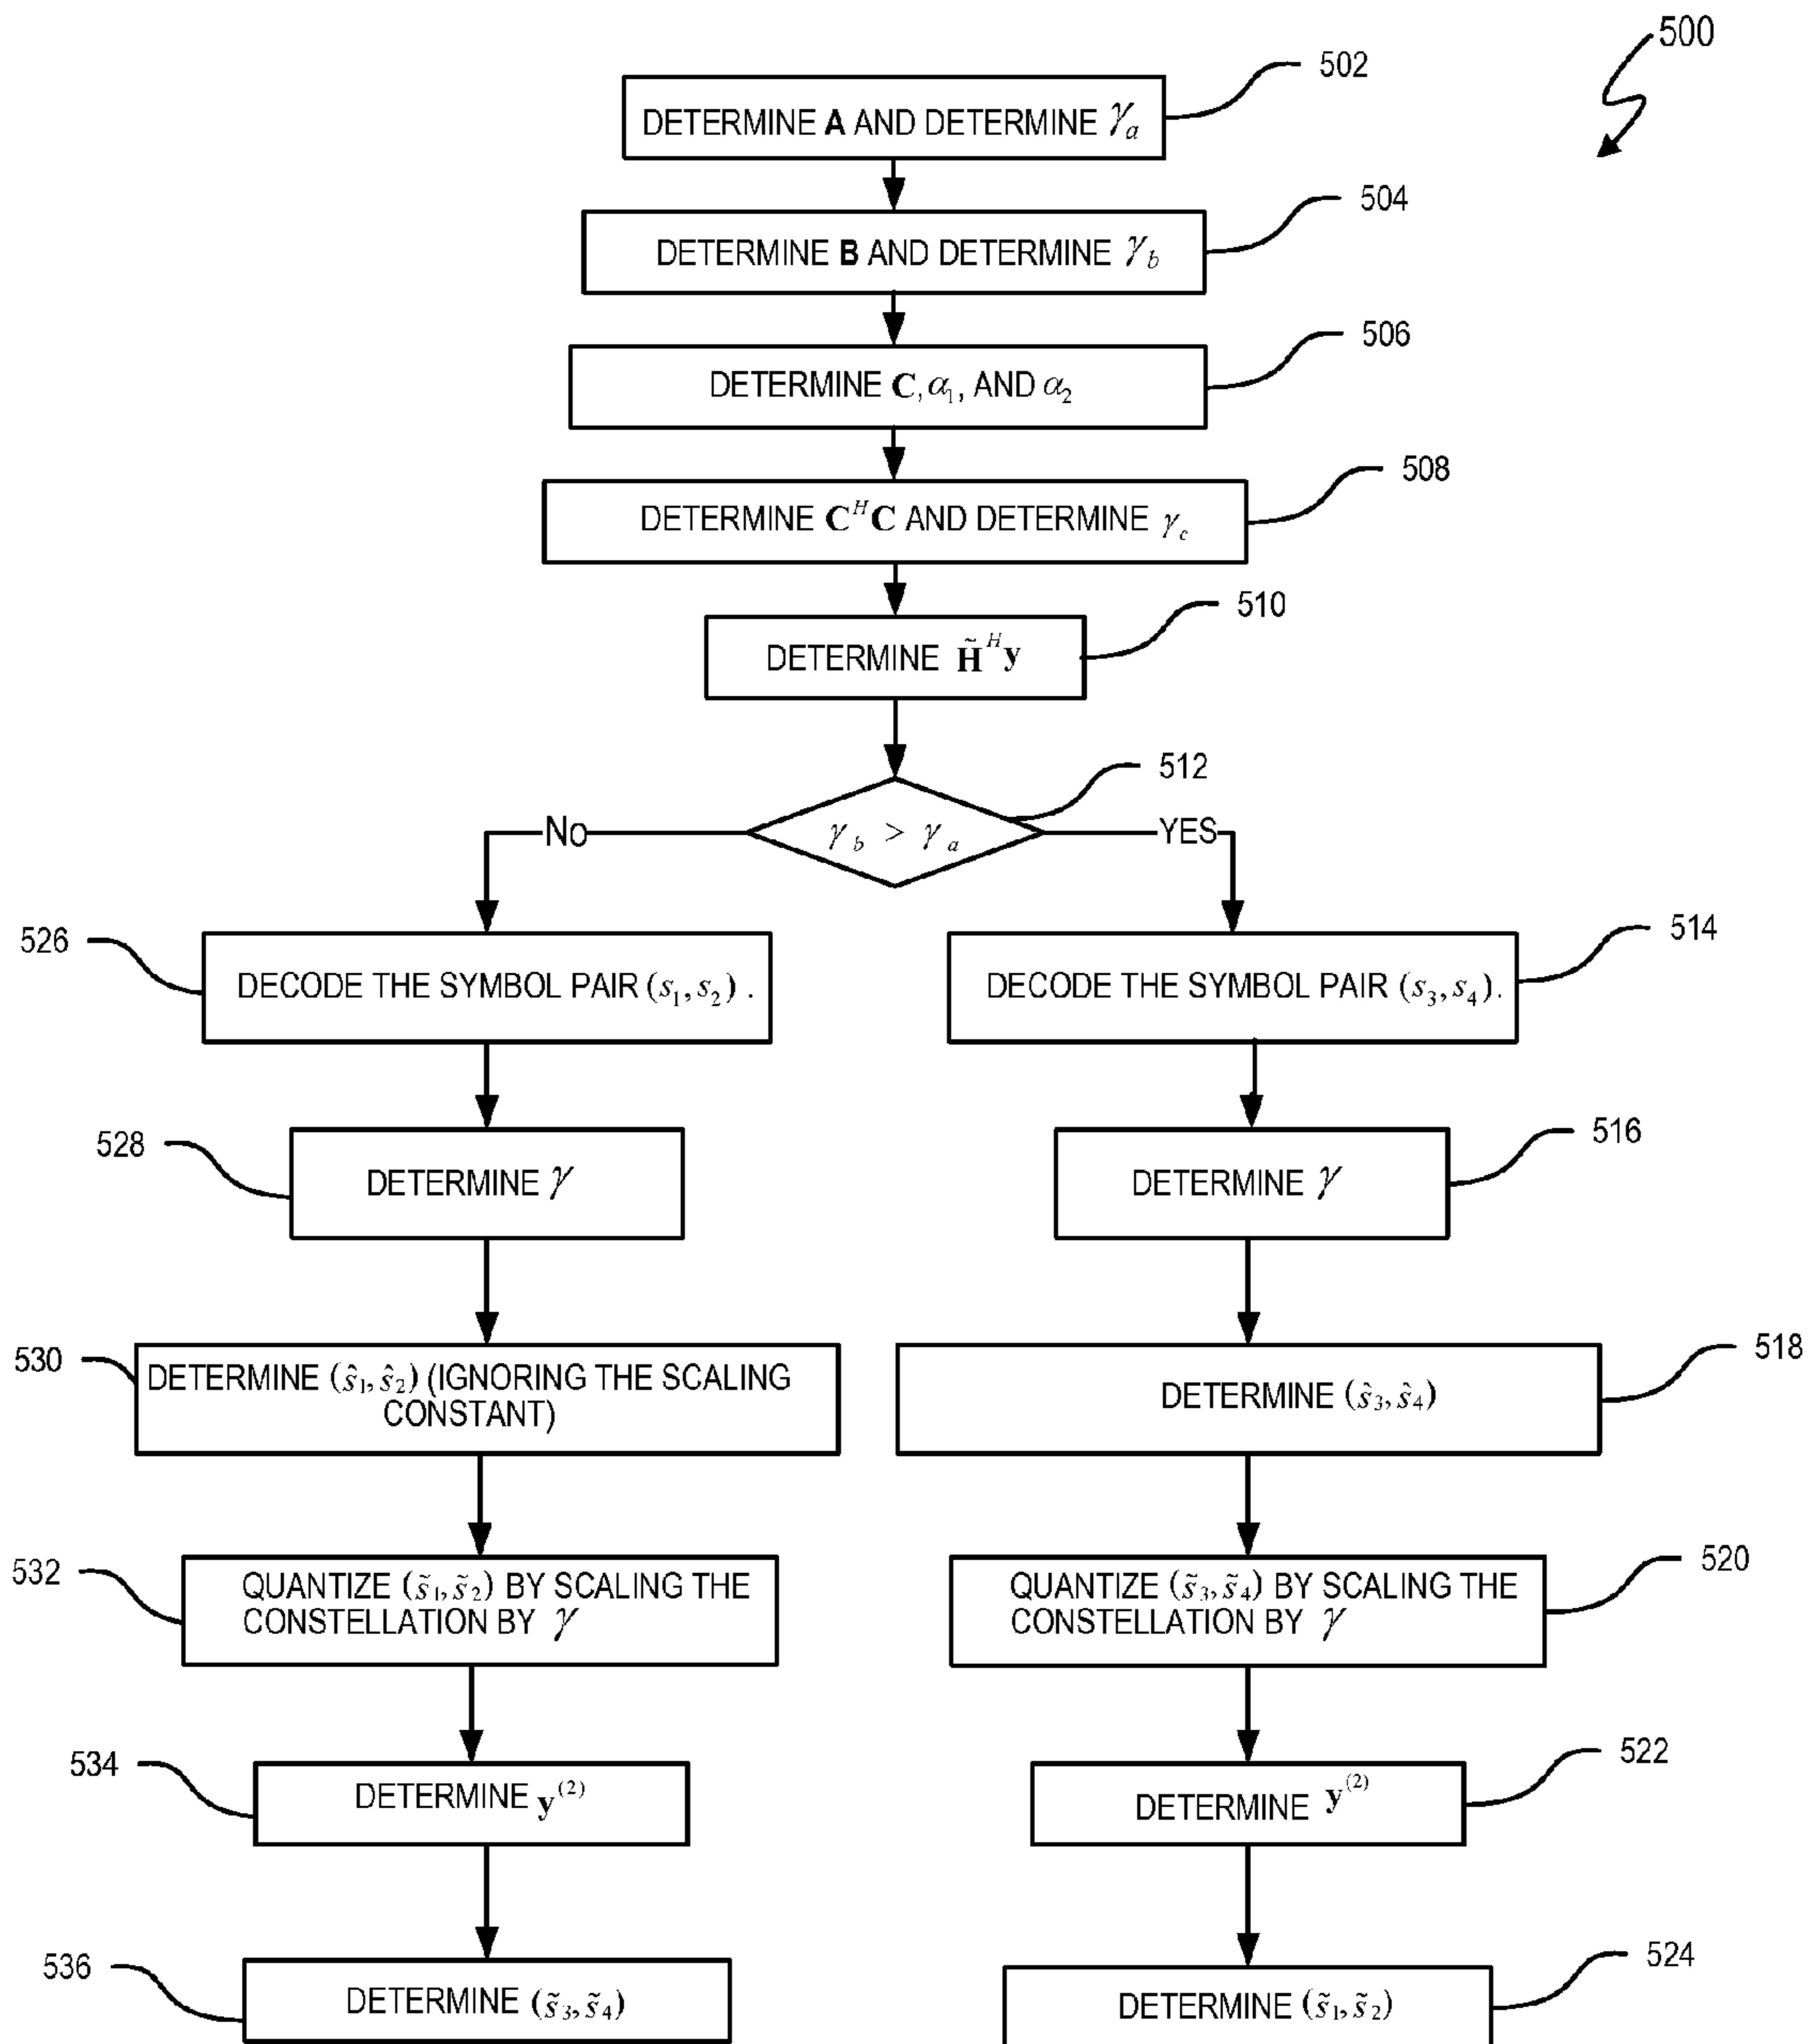 500
502
DETERMINE A AND DETERMINE γa
504
DETERMINE B AND DETERMINE γb
506
DETERMINE C, α1, AND α2
508
DETERMINE C^H C AND DETERMINE γc
510
DETERMINE H̃^H y
512
γb > γa
No
YES
526
DECODE THE SYMBOL PAIR (s1, s2) .
514
DECODE THE SYMBOL PAIR (s3, s4).
528
DETERMINE γ
516
DETERMINE γ
530
DETERMINE (ŝ1, ŝ2) (IGNORING THE SCALING
CONSTANT)
518
DETERMINE (ŝ3, ŝ4)
532
QUANTIZE (s̃1, s̃2) BY SCALING THE
CONSTELLATION BY γ
520
QUANTIZE (s̃3, s̃4) BY SCALING THE
CONSTELLATION BY γ
534
DETERMINE y^(2)
522
DETERMINE y^(2)
536
DETERMINE (s̃3, s̃4)
524
DETERMINE (s̃1, s̃2)